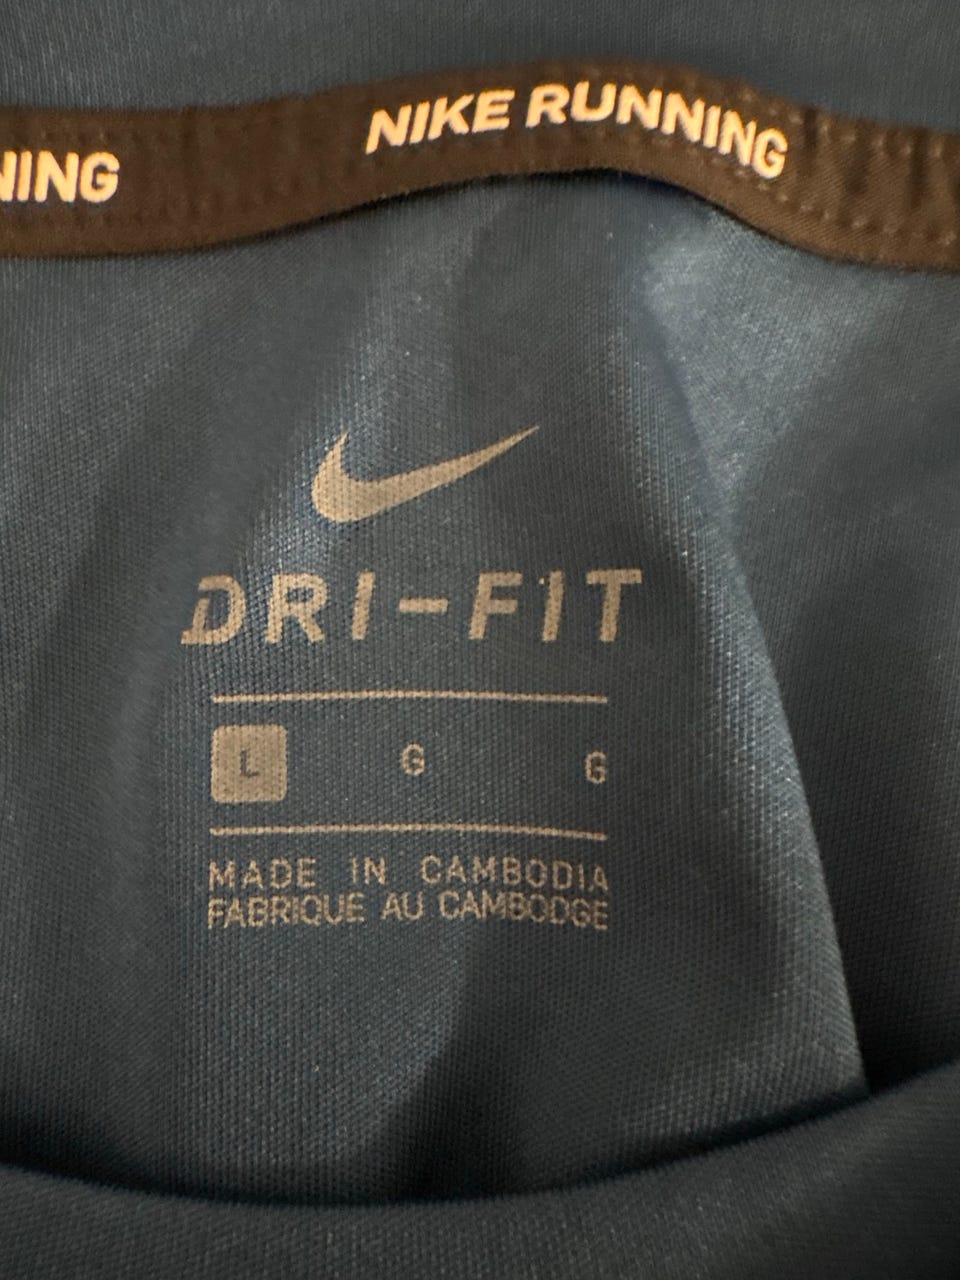 NIKE RUNNING
NING
DRI-FIT
L G G
MADE IN CAMBODIA
FABRIQUE AU CAMBODGE